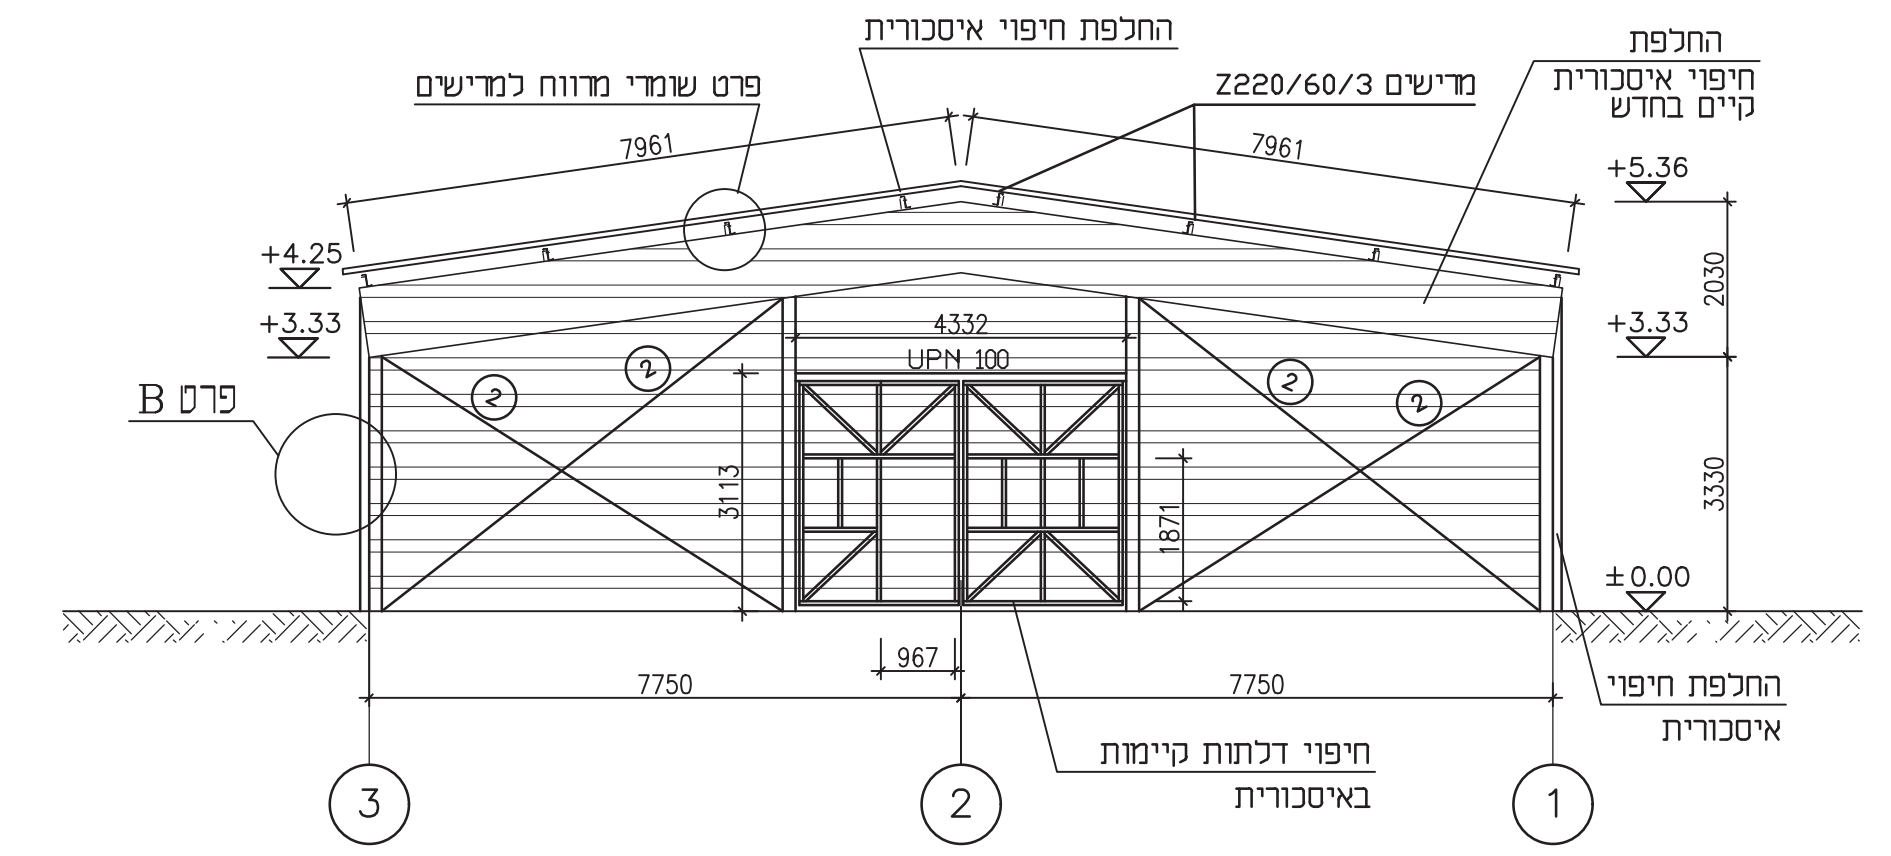 החלפת חיפוי איסכורית
החלפת
חיפוי איסכורית
קיים בחדש
פרט שומרי מרווח למרישים
מרישים Z220/60/3
7961
7961
+5.36
+4.25
2030
+3.33
4332
+3.33
UPN 100
2
2
2
2
פרט B
3113
1871
3330
±0.00
967
7750
7750
החלפת חיפוי
איסכורית
חיפוי דלתות קיימות
באיסכורית
3
2
1